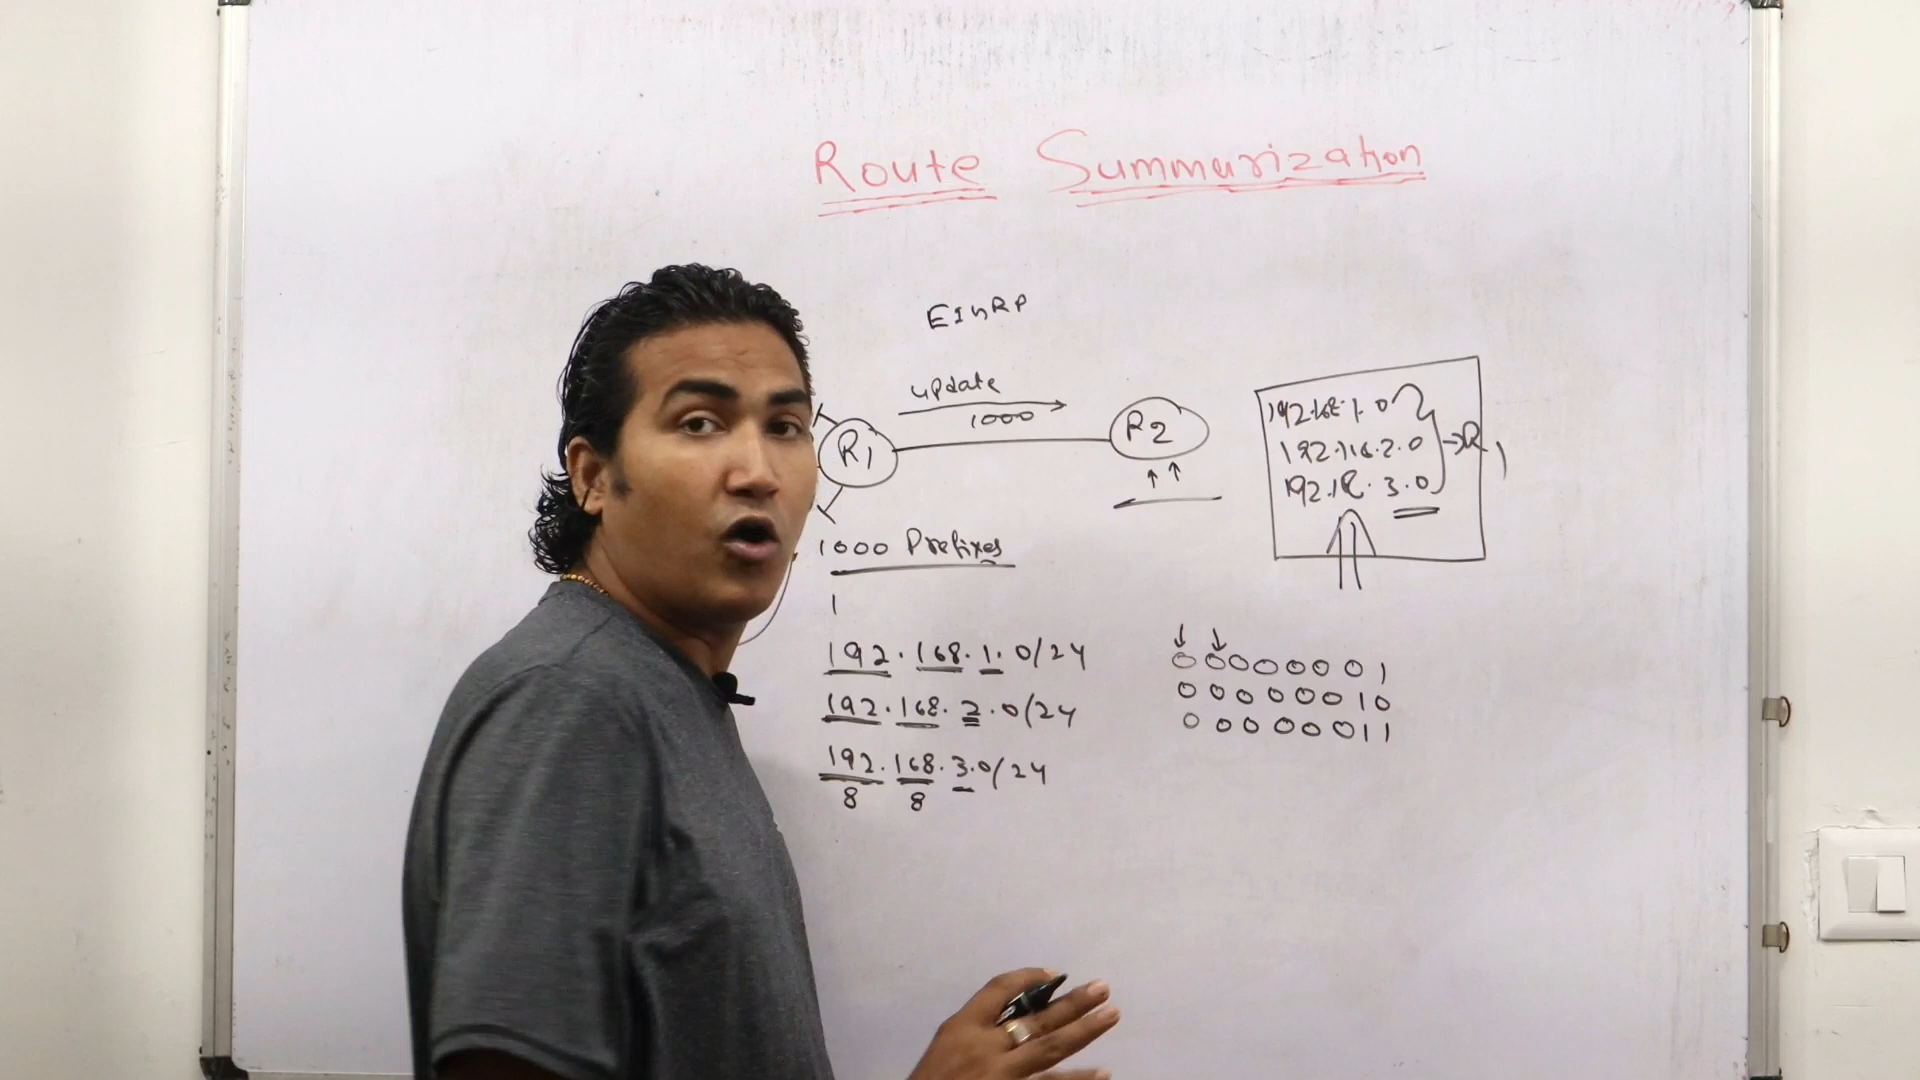 Route Summarization
EIGRP
update
1000
R1
R2
192.168.1.0
192.168.2.0
192.18.3.0
→R1
1000 Prefixes
1
192.168.1.0/24
192.168.2.0/24
192.168.3.0/24
8 8
00000001
00000010
00000011